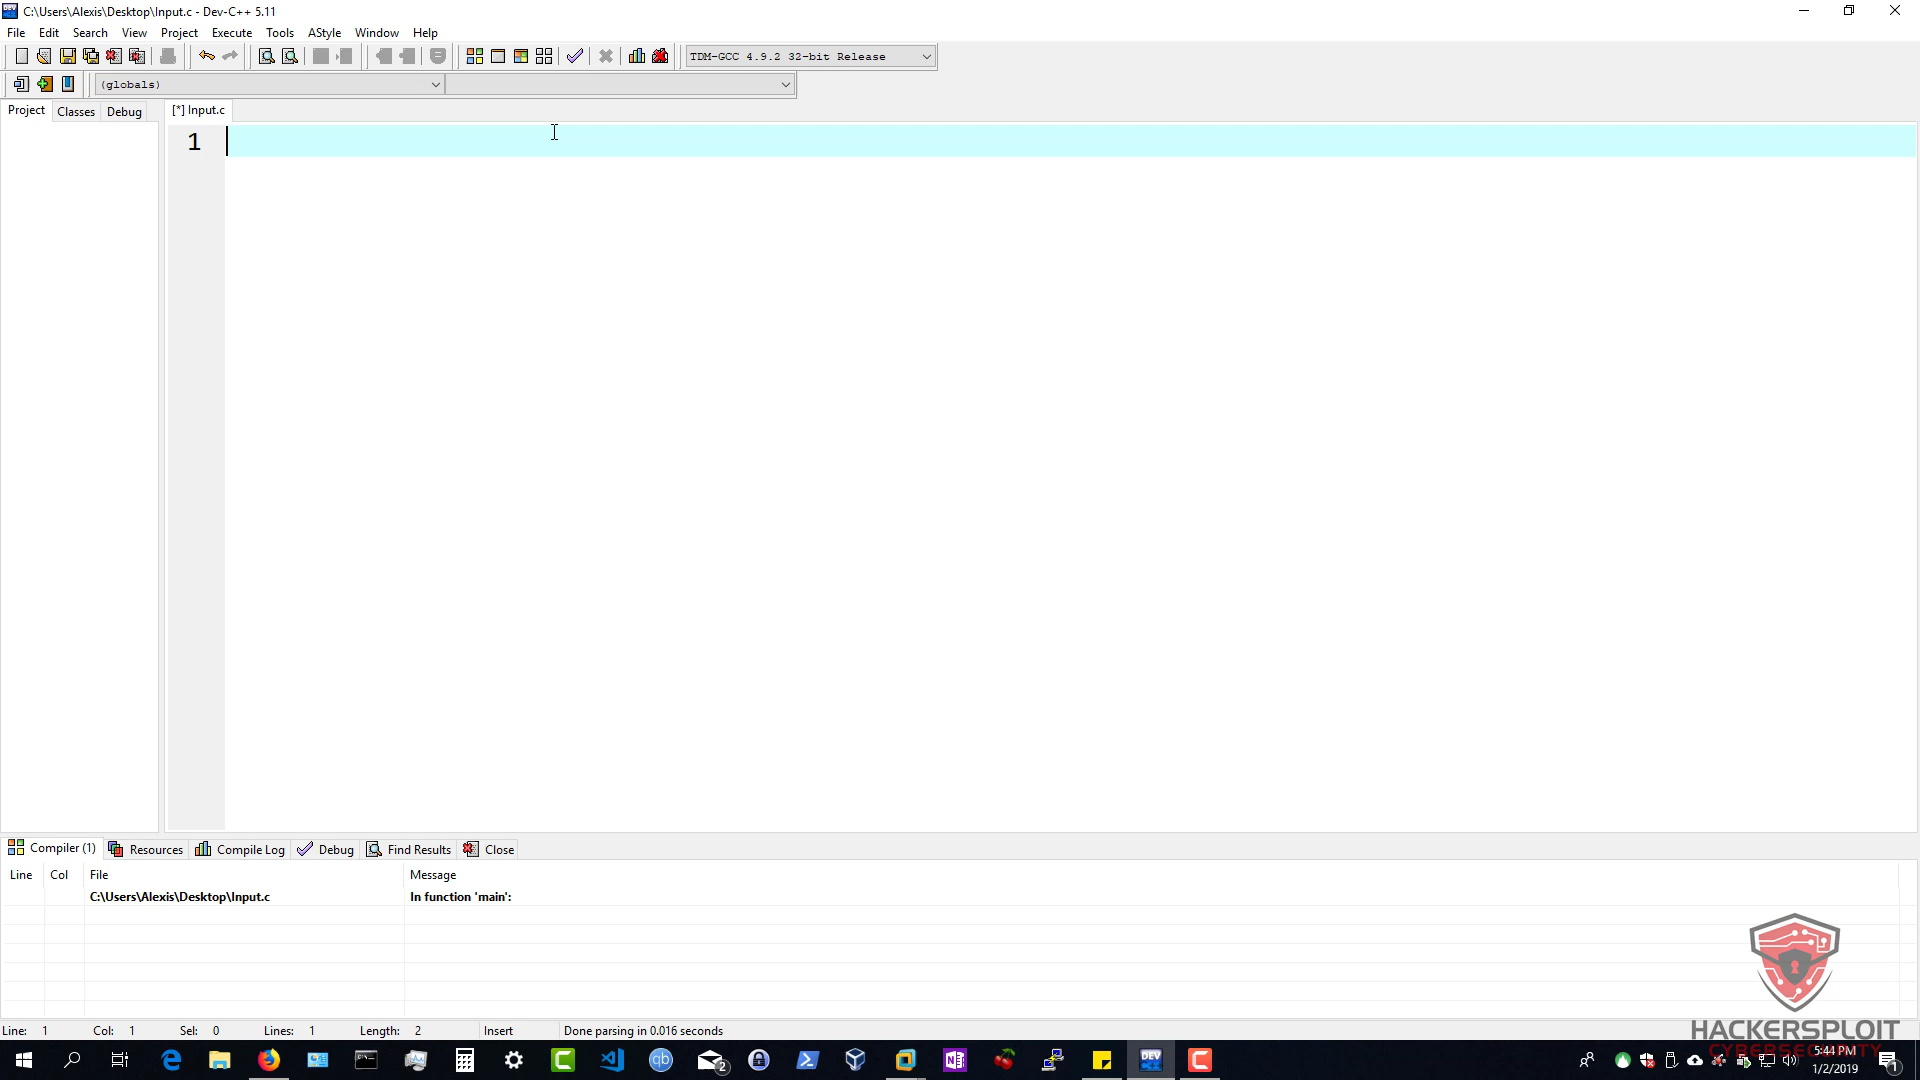 C:\Users\Alexis\Desktop\Input.c - Dev-C++ 5.11
File Edit Search View Project Execute Tools AStyle Window Help
TDM-GCC 4.9.2 32-bit Release
(globals)
Project Classes Debug [*] Input.c
1
Compiler (1) Resources Compile Log Debug Find Results Close
Line Col File Message
C:\Users\Alexis\Desktop\Input.c In function 'main':
Line: 1 Col: 1 Sel: 0 Lines: 1 Length: 2 Insert Done parsing in 0.016 seconds
HACKERSPLOIT
CYBERSECURITY
5:44 PM
1/2/2019